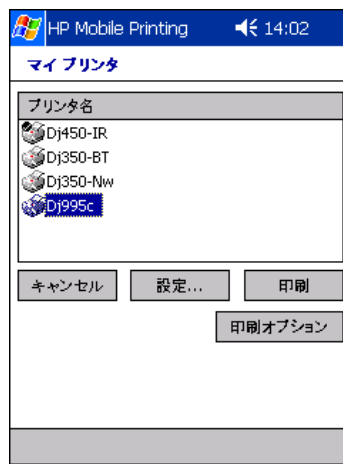 HP Mobile Printing 14:02
マイ プリンタ
プリンタ名
Dj450-IR
Dj350-BT
Dj350-Nw
Dj995c
キャンセル 設定... 印刷
印刷オプション